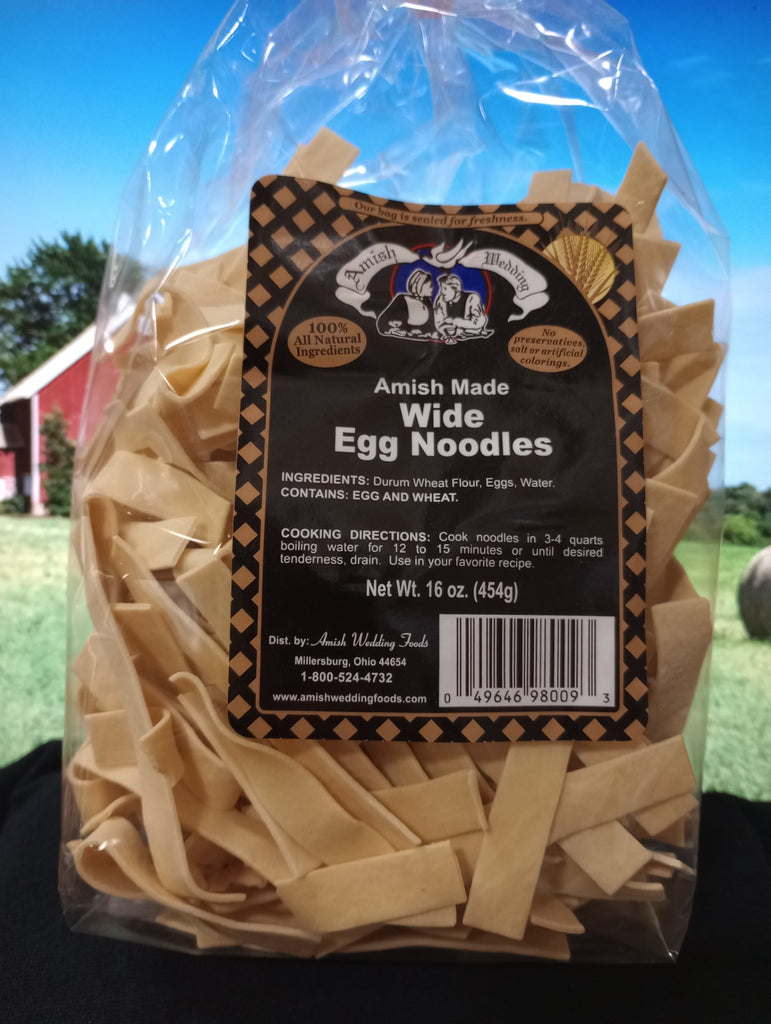 Our bag is sealed for freshness.
Amish Wedding
100%
All Natural
Ingredients
No
preservatives,
salt or artificial
colorings.
Amish Made
Wide
Egg Noodles
INGREDIENTS: Durum Wheat Flour, Eggs, Water.
CONTAINS: EGG AND WHEAT.
COOKING DIRECTIONS: Cook noodles in 3-4 quarts
boiling water for 12 to 15 minutes or until desired
tenderness, drain. Use in your favorite recipe.
Net Wt. 16 oz. (454g)
Dist. by: Amish Wedding Foods
Millersburg, Ohio 44654
1-800-524-4732
www.amishweddingfoods.com
0 49646 98009 3